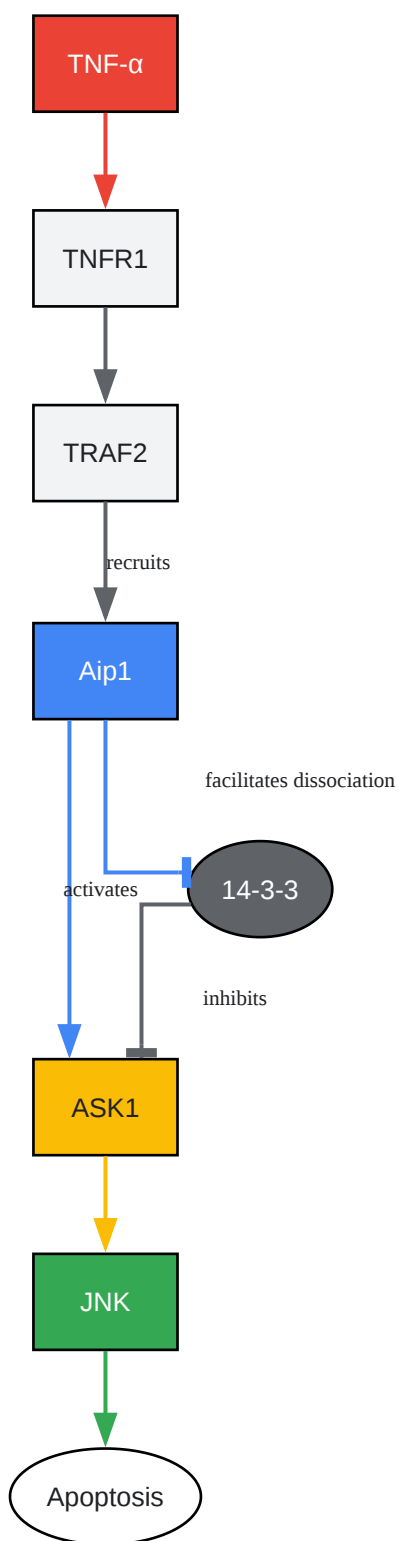 TNF-α
TNFR1
TRAF2
recruits
Aip1
facilitates dissociation
activates
14-3-3
inhibits
ASK1
JNK
Apoptosis